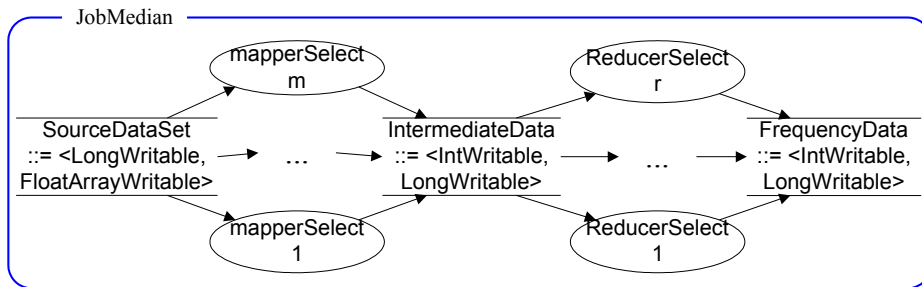 JobMedian
mapperSelect
m
ReducerSelect
r
SourceDataSet
::= <LongWritable,
FloatArrayWritable>
...
IntermediateData
::= <IntWritable,
LongWritable>
...
FrequencyData
::= <IntWritable,
LongWritable>
mapperSelect
1
ReducerSelect
1